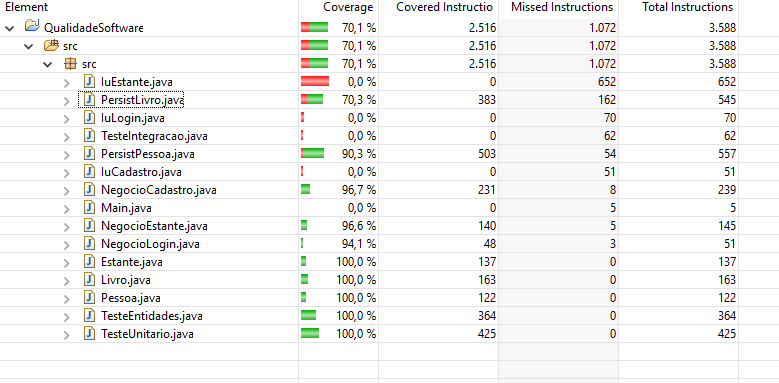 Element Coverage Covered Instructio Missed Instructions Total Instructions
QualidadeSoftware 70,1 % 2.516 1.072 3.588
src 70,1 % 2.516 1.072 3.588
src 70,1 % 2.516 1.072 3.588
IuEstante.java 0,0 % 0 652 652
PersistLivro.java 70,3 % 383 162 545
IuLogin.java 0,0 % 0 70 70
TesteIntegracao.java 0,0 % 0 62 62
PersistPessoa.java 90,3 % 503 54 557
IuCadastro.java 0,0 % 0 51 51
NegocioCadastro.java 96,7 % 231 8 239
Main.java 0,0 % 0 5 5
NegocioEstante.java 96,6 % 140 5 145
NegocioLogin.java 94,1 % 48 3 51
Estante.java 100,0 % 137 0 137
Livro.java 100,0 % 163 0 163
Pessoa.java 100,0 % 122 0 122
TesteEntidades.java 100,0 % 364 0 364
TesteUnitario.java 100,0 % 425 0 425